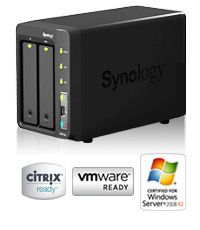 Synology
Synology
CITRIX
ready
vmware
READY
CERTIFIED FOR
Windows
Server 2008 R2